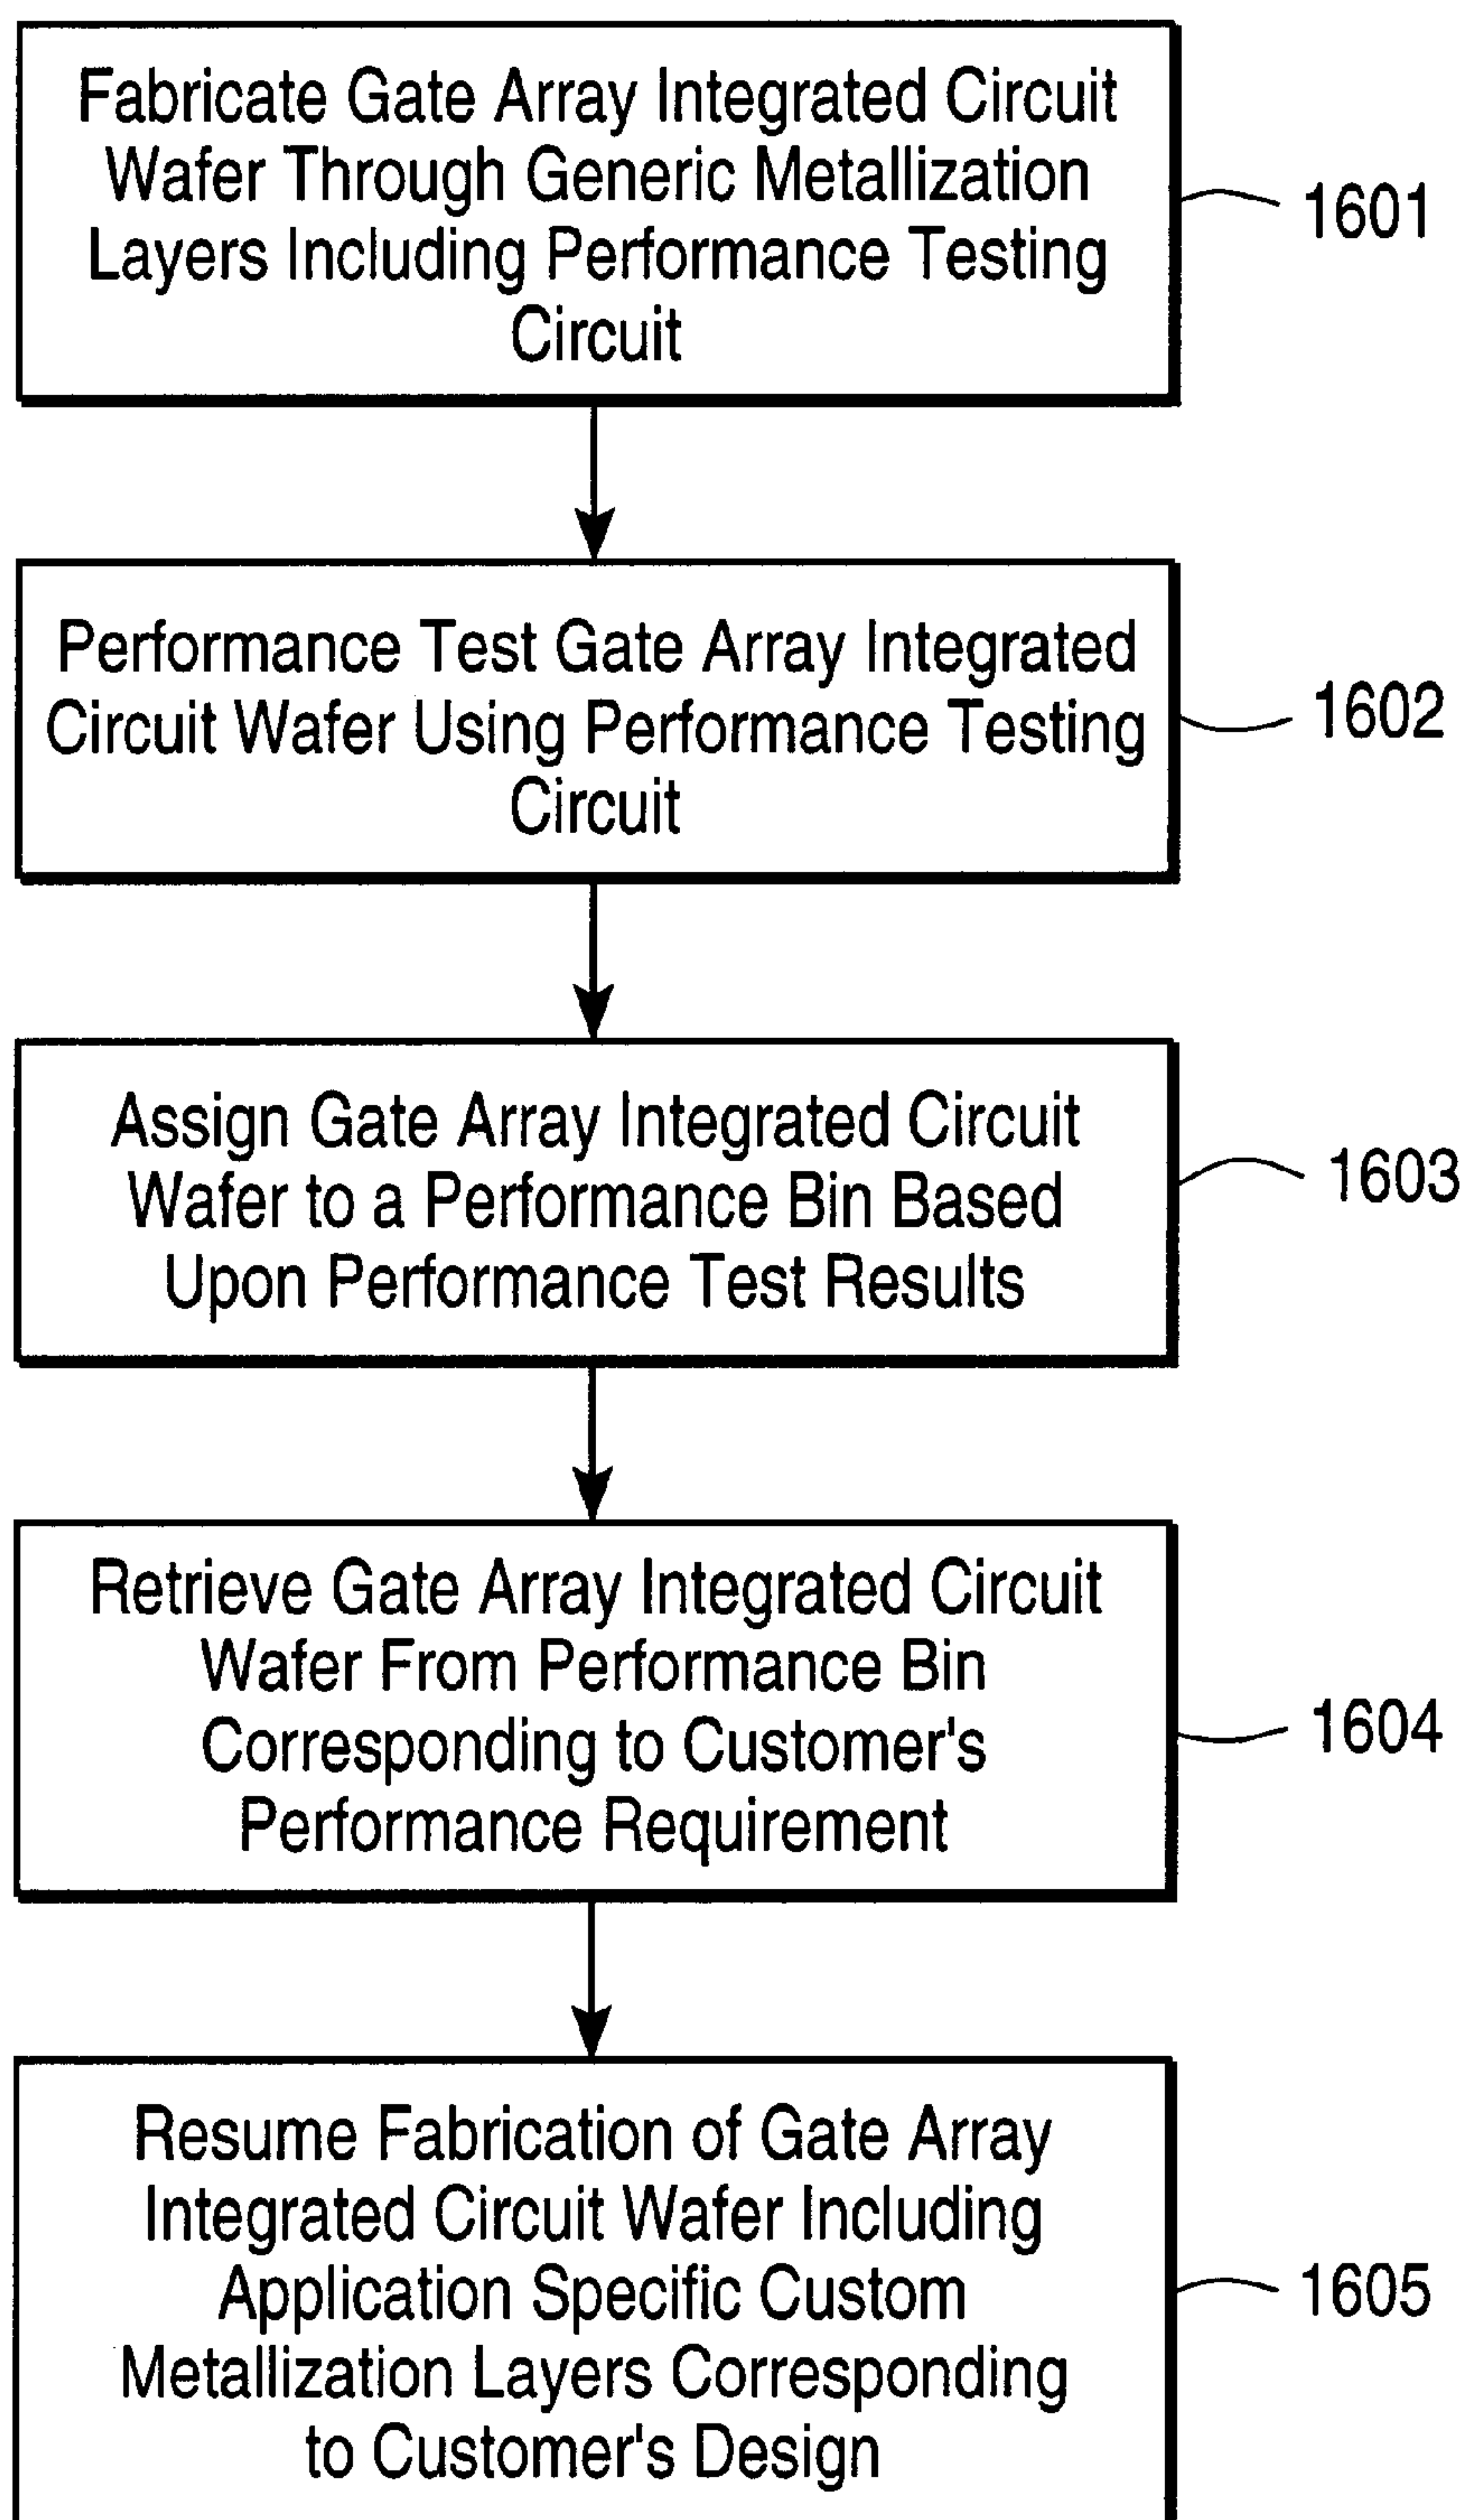 Fabricate Gate Array Integrated Circuit
Wafer Through Generic Metallization
Layers Including Performance Testing
Circuit
1601
Performance Test Gate Array Integrated
Circuit Wafer Using Performance Testing
Circuit
1602
Assign Gate Array Integrated Circuit
Wafer to a Performance Bin Based
Upon Performance Test Results
1603
Retrieve Gate Array Integrated Circuit
Wafer From Performance Bin
Corresponding to Customer's
Performance Requirement
1604
Resume Fabrication of Gate Array
Integrated Circuit Wafer Including
Application Specific Custom
Metallization Layers Corresponding
to Customer's Design
1605